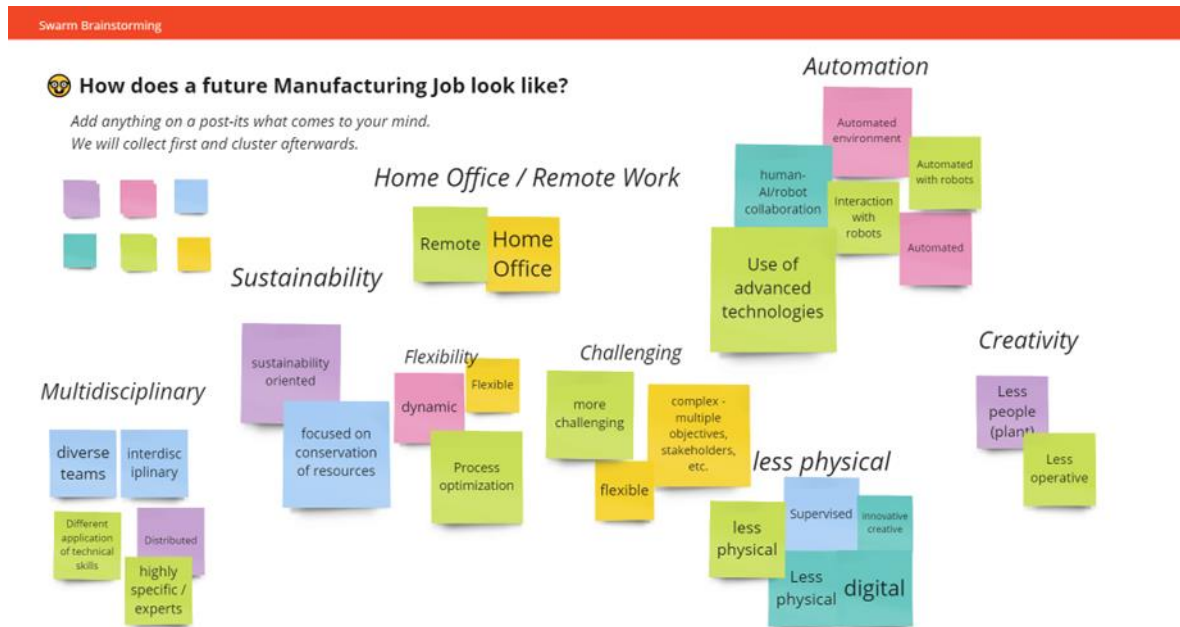 Swarm Brainstorming
How does a future Manufacturing Job look like?
Add anything on a post-its what comes to your mind.
We will collect first and cluster afterwards.
Automation
Automated
environment
Automated
with robots
human-
AI/robot
collaboration
Interaction
with
robots
Automated
Use of
advanced
technologies
Home Office / Remote Work
Remote
Home
Office
Sustainability
sustainability
oriented
focused on
conservation
of resources
Flexibility
Flexible
dynamic
Process
optimization
Challenging
more
challenging
complex -
multiple
objectives,
stakeholders,
etc.
flexible
Creativity
Less
people
(plant)
Less
operative
Multidisciplinary
diverse
teams
interdisc
iplinary
Different
application
of technical
skills
Distributed
highly
specific /
experts
less physical
Supervised
innovative
creative
less
physical
Less
physical
digital